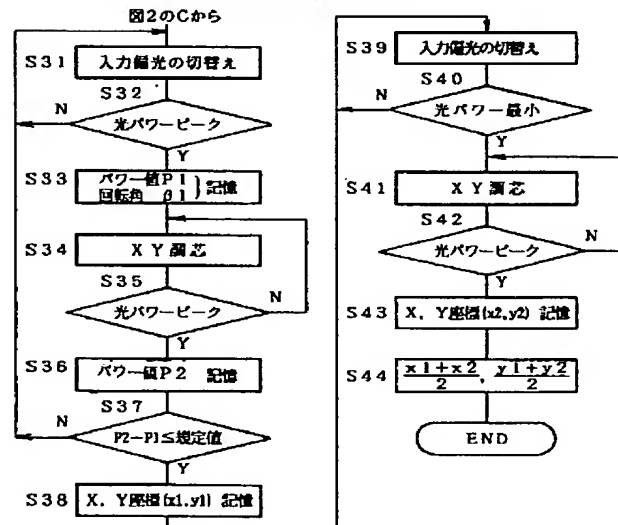 図2のCから
S31
入力偏光の切替え
S32
N
光パワーピーク
Y
S33
パワー値P1
回転角 θ1
}記憶
S34
XY調芯
S35
光パワーピーク
N
Y
S36
パワー値P2 記憶
S37
N
P2−P1≤規定値
Y
S38
X,Y座標(x1,y1)記憶
S39
入力偏光の切替え
S40
N
光パワー最小
Y
S41
XY調芯
S42
光パワーピーク
N
Y
S43
X,Y座標(x2,y2)記憶
S44
x1+x2/2, y1+y2/2
END